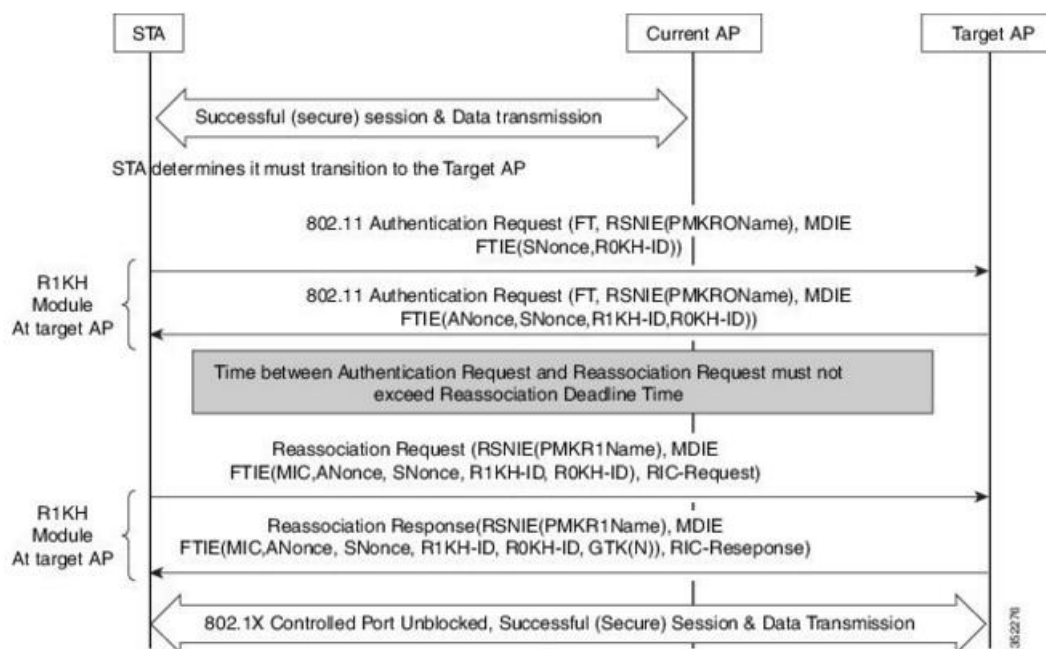 STA
Current AP
Target AP
Successful (secure) session & Data transmission
STA determines it must transition to the Target AP
802.11 Authentication Request (FT, RSNIE(PMKROName), MDIE
FTIE(SNonce,R0KH-ID))
R1KH
Module
At target AP
802.11 Authentication Request (FT, RSNIE(PMKROName), MDIE
FTIE(ANonce,SNonce,R1KH-ID,R0KH-ID))
Time between Authentication Request and Reassociation Request must not
exceed Reassociation Deadline Time
Reassociation Request (RSNIE(PMKR1Name), MDIE
FTIE(MIC,ANonce, SNonce, R1KH-ID, R0KH-ID), RIC-Request)
R1KH
Module
At target AP
Reassociation Response(RSNIE(PMKR1Name), MDIE
FTIE(MIC,ANonce, SNonce, R1KH-ID, R0KH-ID, GTK(N)), RIC-Reseponse)
802.1X Controlled Port Unblocked, Successful (Secure) Session & Data Transmission
352276